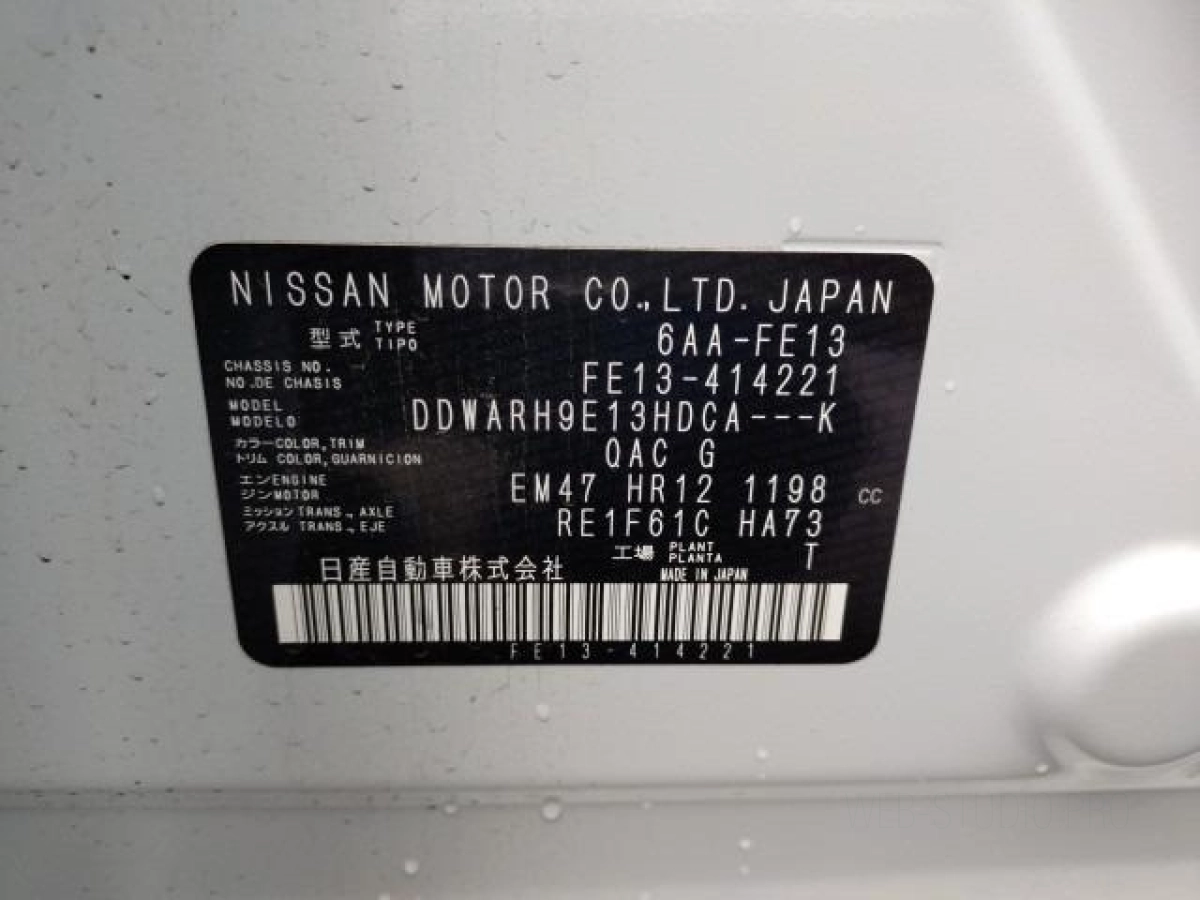 NISSAN MOTOR CO.,LTD. JAPAN
型式 TYPE TIPO 6AA-FE13
CHASSIS NO. NO.DE CHASIS FE13-414221
MODEL MODELO DDWARH9E13HDCA---K
カラー COLOR,TRIM トリム COLOR,GUARNICION QAC G
エンジン ENGINE MOTOR EM47 HR12 1198 CC
ミッション TRANS.,AXLE アクスル TRANS.,EJE RE1F61C HA73
工場 PLANT PLANTA T
日産自動車株式会社 MADE IN JAPAN
FE13-414221